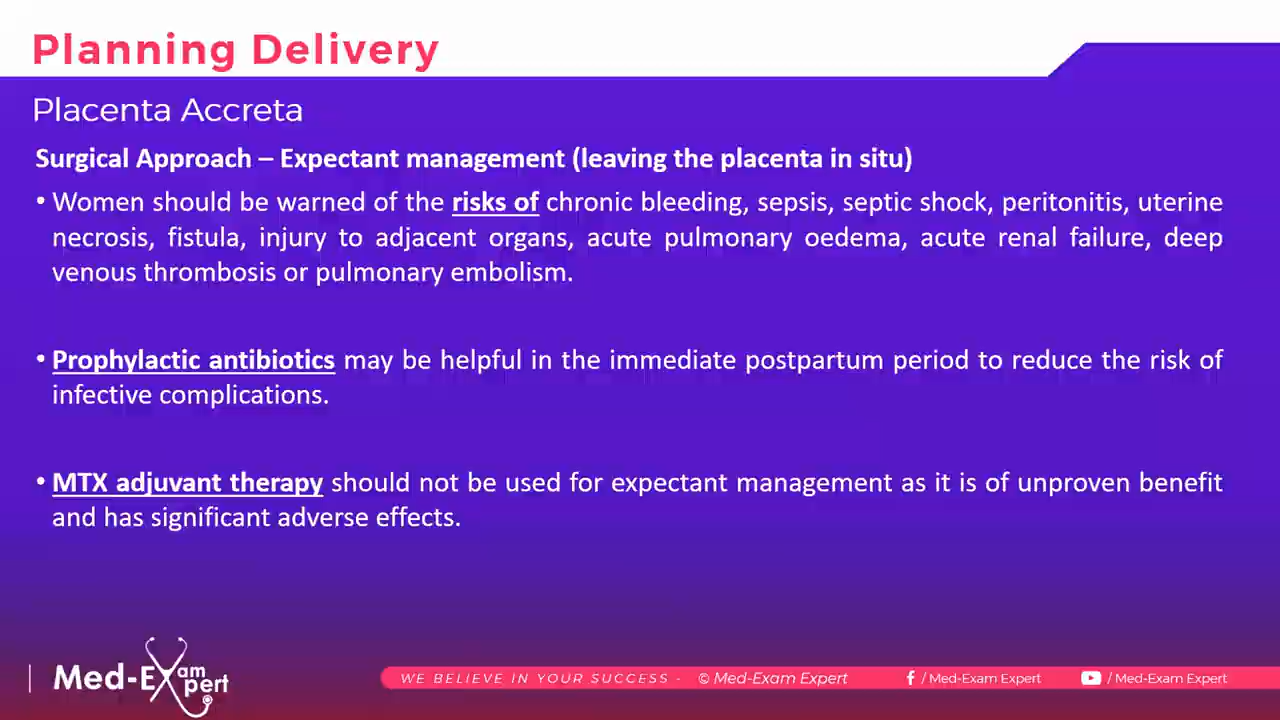 Planning Delivery
Placenta Accreta
Surgical Approach – Expectant management (leaving the placenta in situ)
• Women should be warned of the risks of chronic bleeding, sepsis, septic shock, peritonitis, uterine
necrosis, fistula, injury to adjacent organs, acute pulmonary oedema, acute renal failure, deep
venous thrombosis or pulmonary embolism.
• Prophylactic antibiotics may be helpful in the immediate postpartum period to reduce the risk of
infective complications.
• MTX adjuvant therapy should not be used for expectant management as it is of unproven benefit
and has significant adverse effects.
Med-Exam Expert
WE BELIEVE IN YOUR SUCCESS - © Med-Exam Expert / Med-Exam Expert / Med-Exam Expert